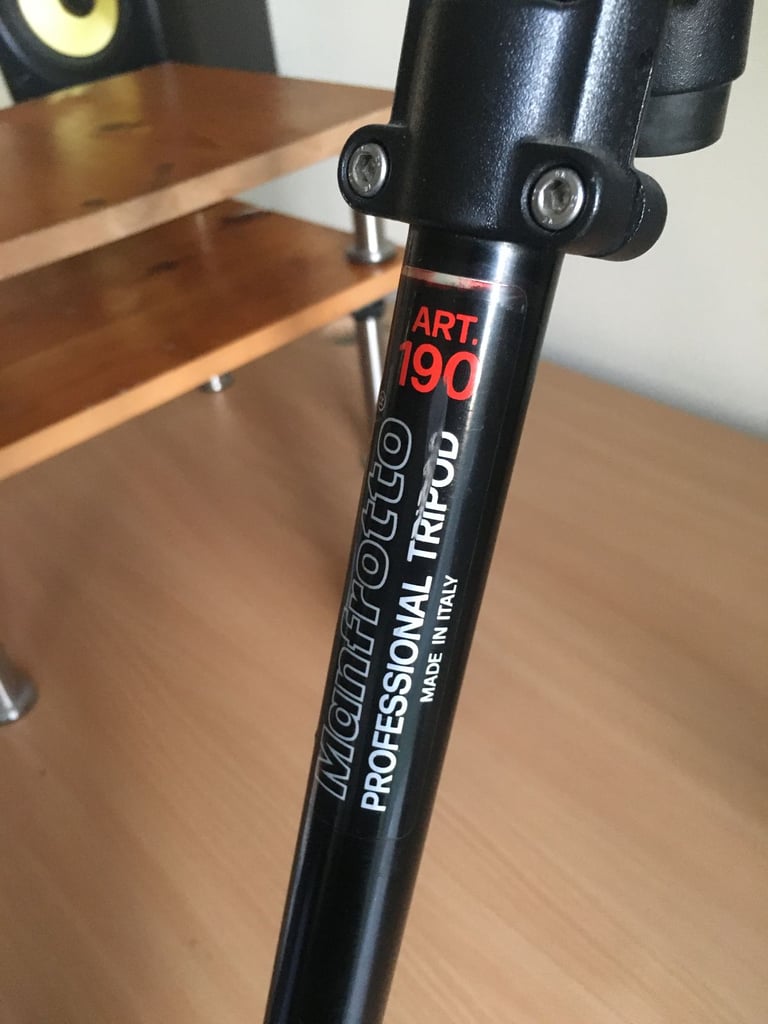 ART.
190
Manfrotto®
PROFESSIONAL TRIPOD
MADE IN ITALY